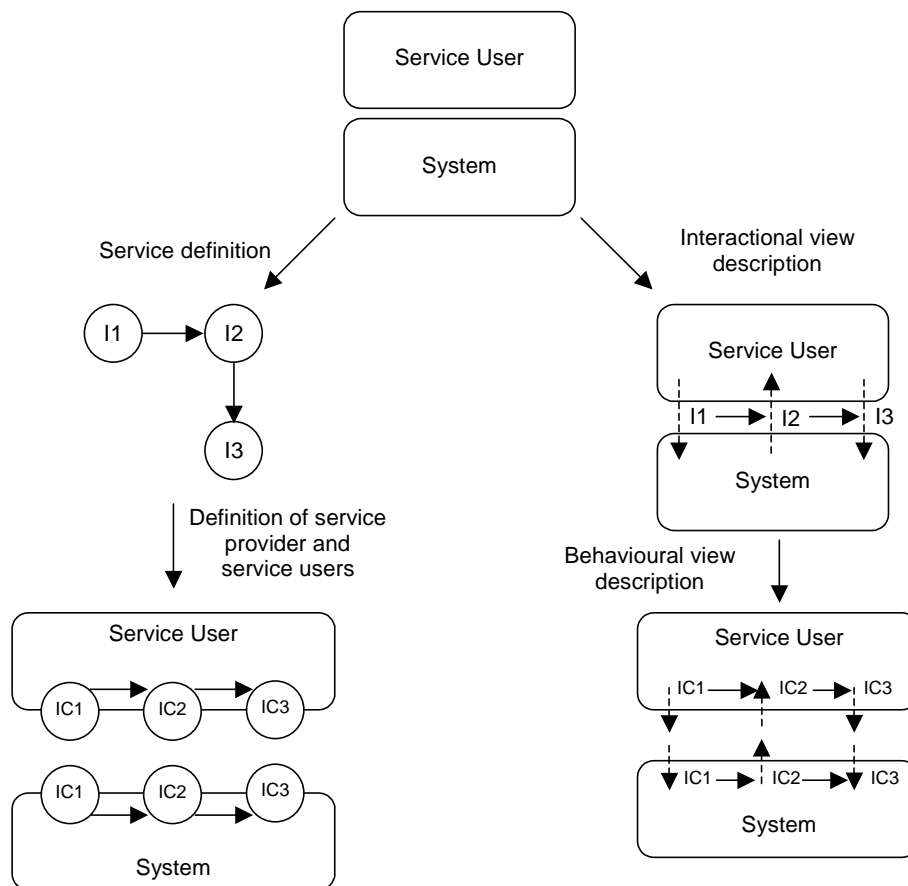 Service User
System
Service definition
Interactional view
description
I1
I2
I3
Service User
I1
I2
I3
System
Definition of service
provider and
service users
Behavioural view
description
Service User
IC1
IC2
IC3
IC1
IC2
IC3
System
Service User
IC1
IC2
IC3
IC1
IC2
IC3
System